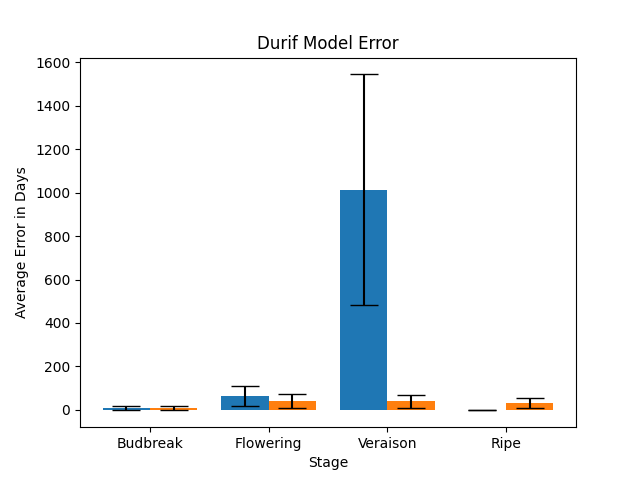 Durif Model Error
1600
1400
1200
1000
800
600
400
200
0
Average Error in Days
Budbreak Flowering Veraison Ripe
Stage